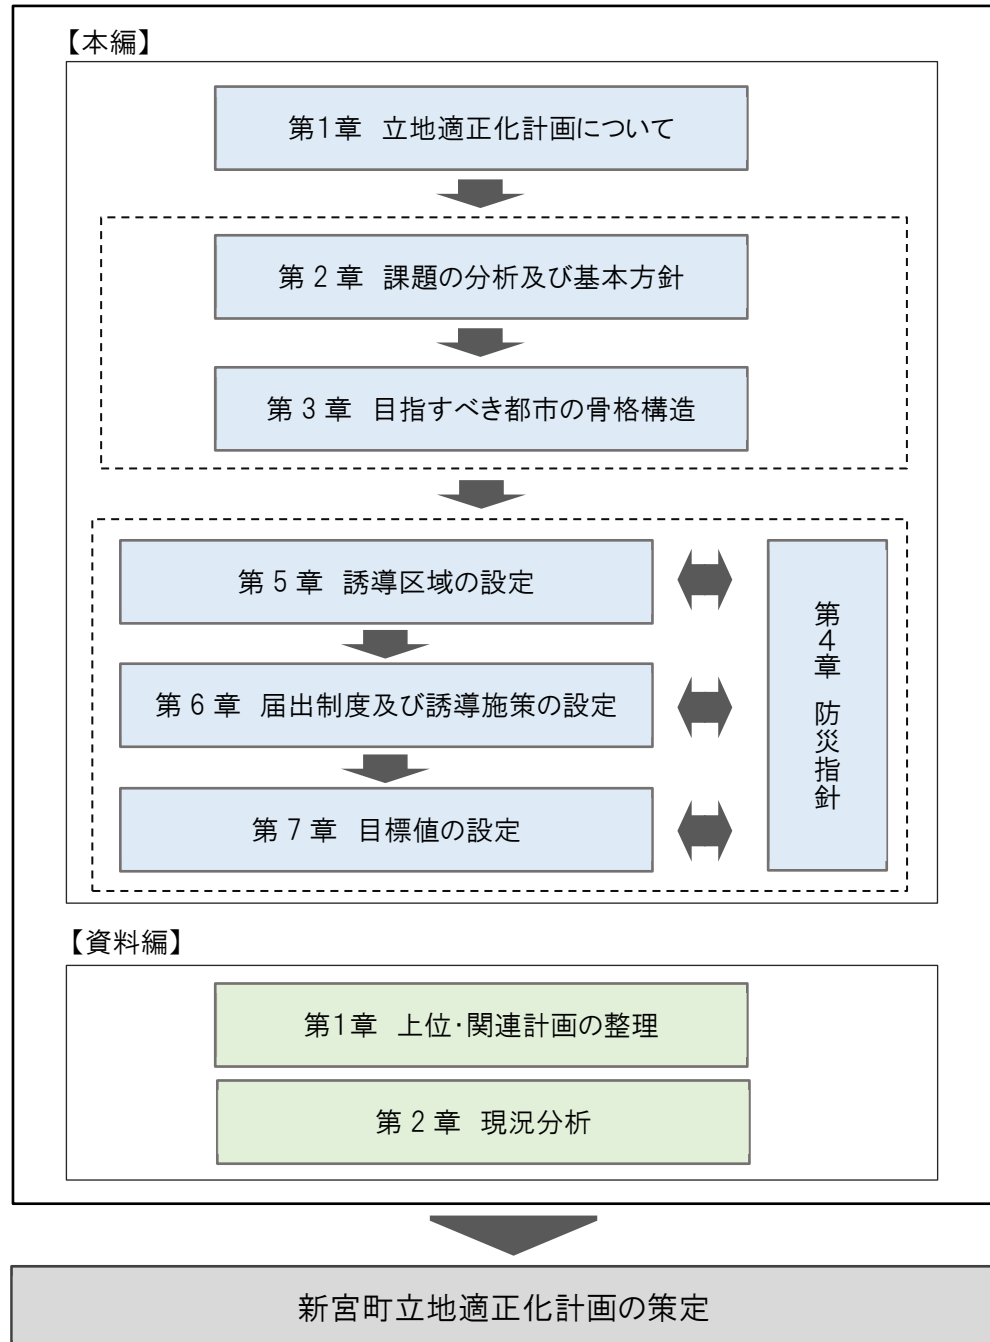 【本編】
第1章 立地適正化計画について
第2章 課題の分析及び基本方針
第3章 目指すべき都市の骨格構造
第5章 誘導区域の設定
第6章 届出制度及び誘導施策の設定
第7章 目標値の設定
第4章 防災指針
【資料編】
第1章 上位・関連計画の整理
第2章 現況分析
新宮町立地適正化計画の策定